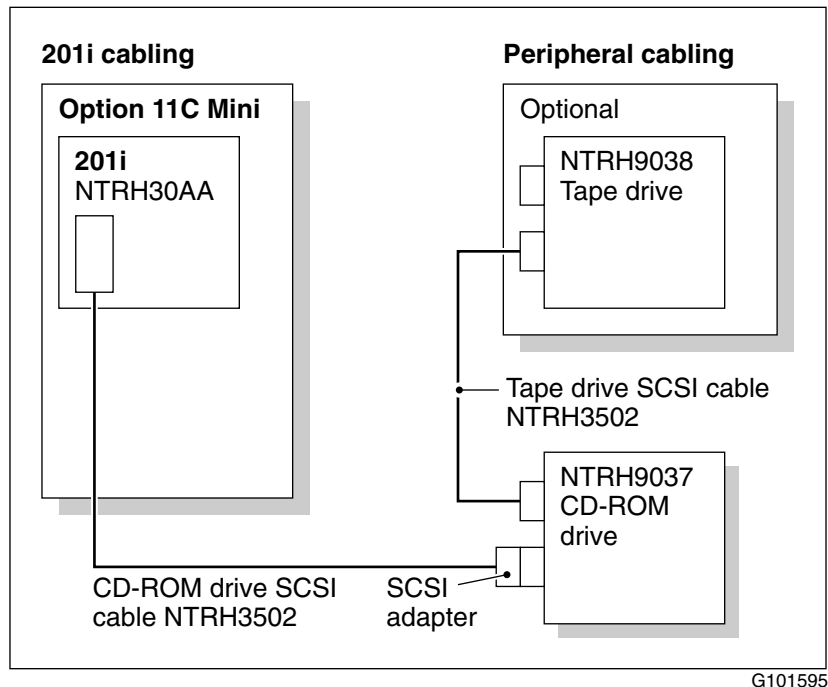 201i cabling
Option 11C Mini
201i
NTRH30AA
CD-ROM drive SCSI
cable NTRH3502
SCSI
adapter
Peripheral cabling
Optional
NTRH9038
Tape drive
Tape drive SCSI cable
NTRH3502
NTRH9037
CD-ROM
drive
G101595